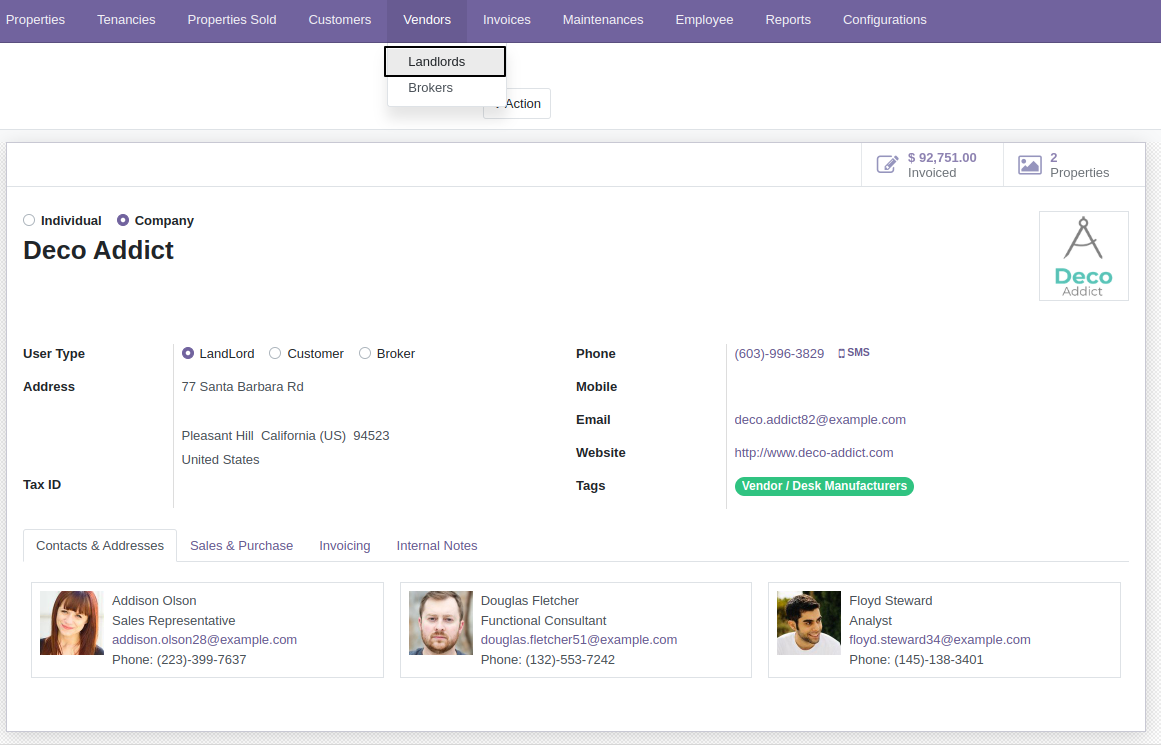 Properties Tenancies Properties Sold Customers Vendors Invoices Maintenances Employee Reports Configurations
Landlords
Brokers
Action
$ 92,751.00
Invoiced
2
Properties
Individual Company
Deco Addict
Deco
Addict
User Type LandLord Customer Broker
Address 77 Santa Barbara Rd
Pleasant Hill California (US) 94523
United States
Tax ID
Phone (603)-996-3829 SMS
Mobile
Email deco.addict82@example.com
Website http://www.deco-addict.com
Tags Vendor / Desk Manufacturers
Contacts & Addresses Sales & Purchase Invoicing Internal Notes
Addison Olson
Sales Representative
addison.olson28@example.com
Phone: (223)-399-7637
Douglas Fletcher
Functional Consultant
douglas.fletcher51@example.com
Phone: (132)-553-7242
Floyd Steward
Analyst
floyd.steward34@example.com
Phone: (145)-138-3401